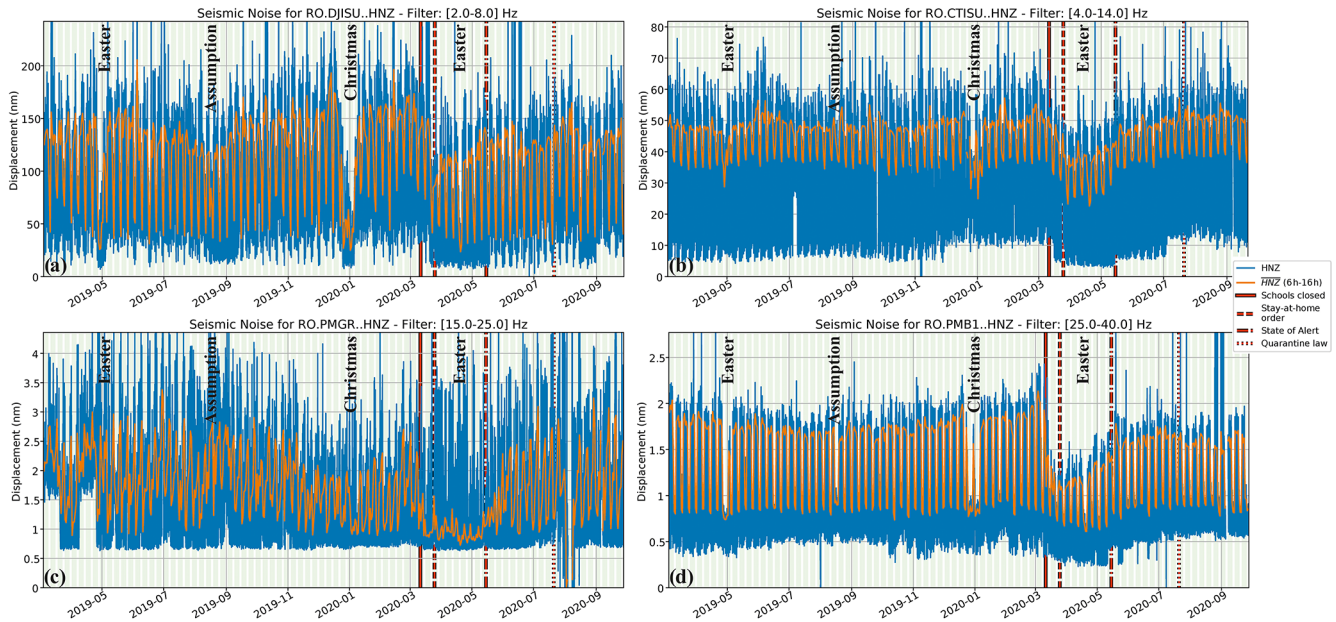 Seismic Noise for RO.DJISU..HNZ - Filter: [2.0-8.0] Hz
Displacement (nm)
200
150
100
50
0
Easter
Assumption
Christmas
Easter
(a)
2019-05
2019-07
2019-09
2019-11
2020-01
2020-03
2020-05
2020-07
2020-09
Seismic Noise for RO.CTISU..HNZ - Filter: [4.0-14.0] Hz
Displacement (nm)
80
70
60
50
40
30
20
10
0
Easter
Assumption
Christmas
Easter
(b)
2019-05
2019-07
2019-09
2019-11
2020-01
2020-03
2020-05
2020-07
2020-09
HNZ
HNZ (6h-16h)
Schools closed
Stay-at-home
order
State of Alert
Quarantine law
Seismic Noise for RO.PMGR..HNZ - Filter: [15.0-25.0] Hz
Displacement (nm)
4
3.5
3
2.5
2
1.5
1
0.5
0
Easter
Assumption
Christmas
Easter
(c)
2019-05
2019-07
2019-09
2019-11
2020-01
2020-03
2020-05
2020-07
2020-09
Seismic Noise for RO.PMB1..HNZ - Filter: [25.0-40.0] Hz
Displacement (nm)
2.5
2
1.5
1
0.5
0
Easter
Assumption
Christmas
Easter
(d)
2019-05
2019-07
2019-09
2019-11
2020-01
2020-03
2020-05
2020-07
2020-09